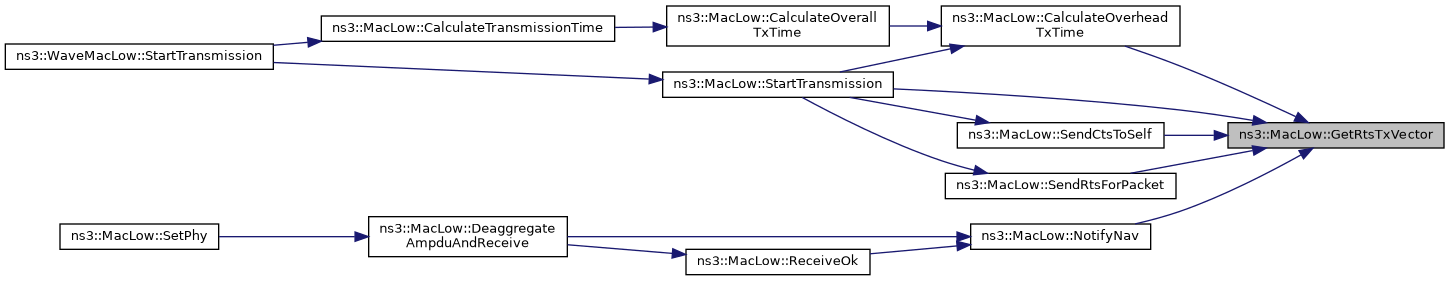 ns3::MacLow::CalculateOverall
TxTime
ns3::MacLow::CalculateOverhead
TxTime
ns3::MacLow::CalculateTransmissionTime
ns3::WaveMacLow::StartTransmission
ns3::MacLow::StartTransmission
ns3::MacLow::SendCtsToSelf
ns3::MacLow::GetRtsTxVector
ns3::MacLow::SendRtsForPacket
ns3::MacLow::SetPhy
ns3::MacLow::Deaggregate
AmpduAndReceive
ns3::MacLow::NotifyNav
ns3::MacLow::ReceiveOk